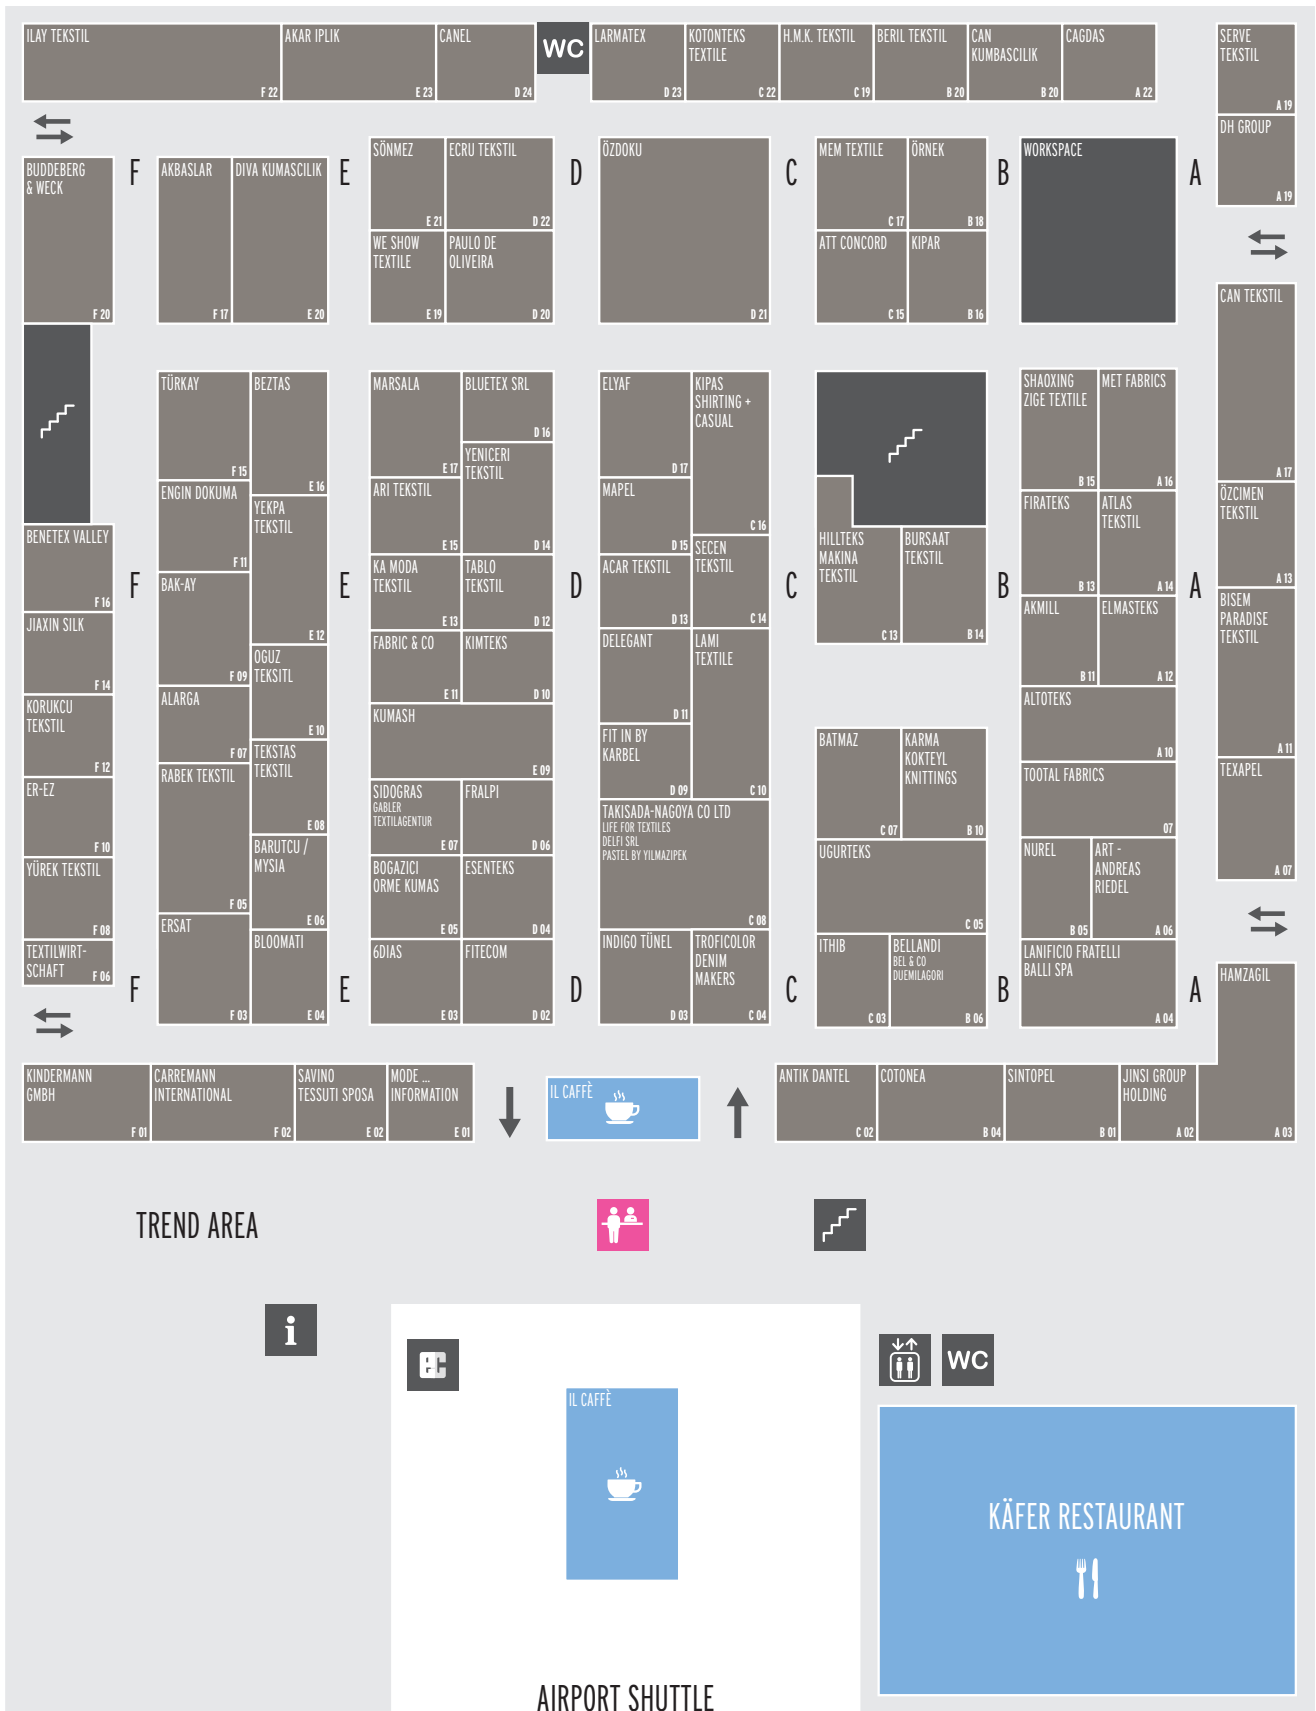 ILAY TEKSTIL
F 22
AKAR IPLIK
E 23
CANEL
D 24
WC
LARMATEX
D 23
KOTONTEKS
TEXTILE
C 22
H.M.K. TEKSTIL
C 19
BERIL TEKSTIL
B 20
CAN
KUMBASCILIK
B 20
CAGDAS
A 22
SERVE
TEKSTIL
A 19
DH GROUP
A 19
BUDDEBERG
& WECK
F 20
F
AKBASLAR
F 17
DIVA KUMASCILIK
E 20
E
SÖNMEZ
E 21
ECRU TEKSTIL
D 22
WE SHOW
TEXTILE
E 19
PAULO DE
OLIVEIRA
D 20
D
ÖZDOKU
D 21
C
MEM TEXTILE
C 17
ÖRNEK
B 18
ATT CONCORD
C 15
KIPAR
B 16
B
WORKSPACE
A
CAN TEKSTIL
A 17
ÖZCIMEN
TEKSTIL
A 13
BISEM
PARADISE
TEKSTIL
A 11
TEXAPEL
A 07
BENETEX VALLEY
F 16
JIAXIN SILK
F 14
KORUKCU
TEKSTIL
F 12
ER-EZ
F 10
YÜREK TEKSTIL
F 08
TEXTILWIRT-
SCHAFT
F 06
F
F
TÜRKAY
F 15
ENGIN DOKUMA
F 11
BAK-AY
F 09
ALARGA
F 07
RABEK TEKSTIL
F 05
ERSAT
F 03
BEZTAS
E 16
YEKPA
TEKSTIL
E 12
OGUZ
TEKSITL
E 10
TEKSTAS
TEKSTIL
E 08
BARUTCU /
MYSIA
E 06
BLOOMATI
E 04
E
E
MARSALA
E 17
ARI TEKSTIL
E 15
KA MODA
TEKSTIL
E 13
FABRIC & CO
E 11
KUMASH
E 09
SIDOGRAS
GABLER
TEXTILAGENTUR
E 07
BOGAZICI
ORME KUMAS
E 05
6DIAS
E 03
BLUETEX SRL
D 16
YENICERI
TEKSTIL
D 14
TABLO
TEKSTIL
D 12
KIMTEKS
D 10
FRALPI
D 06
ESENTEKS
D 04
FITECOM
D 02
D
D
ELYAF
D 17
MAPEL
D 15
ACAR TEKSTIL
D 13
DELEGANT
D 11
FIT IN BY
KARBEL
D 09
KIPAS
SHIRTING +
CASUAL
C 16
SECEN
TEKSTIL
C 14
LAMI
TEXTILE
C 10
TAKISADA-NAGOYA CO LTD
LIFE FOR TEXTILES
DELFI SRL
PASTEL BY YILMAZIPEK
C 08
INDIGO TÜNEL
D 03
TROFICOLOR
DENIM
MAKERS
C 04
C
C
HILLTEKS
MAKINA
TEKSTIL
C 13
BURSAAT
TEKSTIL
B 14
BATMAZ
C 07
KARMA
KOKTEYL
KNITTINGS
B 10
UGURTEKS
C 05
ITHIB
C 03
BELLANDI
BEL & CO
DUEMILAGORI
B 06
B
B
SHAOXING
ZIGE TEXTILE
B 15
MET FABRICS
A 16
FIRATEKS
B 13
ATLAS
TEKSTIL
A 14
AKMILL
B 11
ELMASTEKS
A 12
ALTOTEKS
A 10
TOOTAL FABRICS
07
NUREL
B 05
ART -
ANDREAS
RIEDEL
A 06
LANIFICIO FRATELLI
BALLI SPA
A 04
A
A
HAMZAGIL
A 03
KINDERMANN
GMBH
F 01
CARREMANN
INTERNATIONAL
F 02
SAVINO
TESSUTI SPOSA
E 02
MODE ...
INFORMATION
E 01
IL CAFFÈ
ANTIK DANTEL
C 02
COTONEA
B 04
SINTOPEL
B 01
JINSI GROUP
HOLDING
A 02
TREND AREA
i
EC
IL CAFFÈ
WC
KÄFER RESTAURANT
AIRPORT SHUTTLE